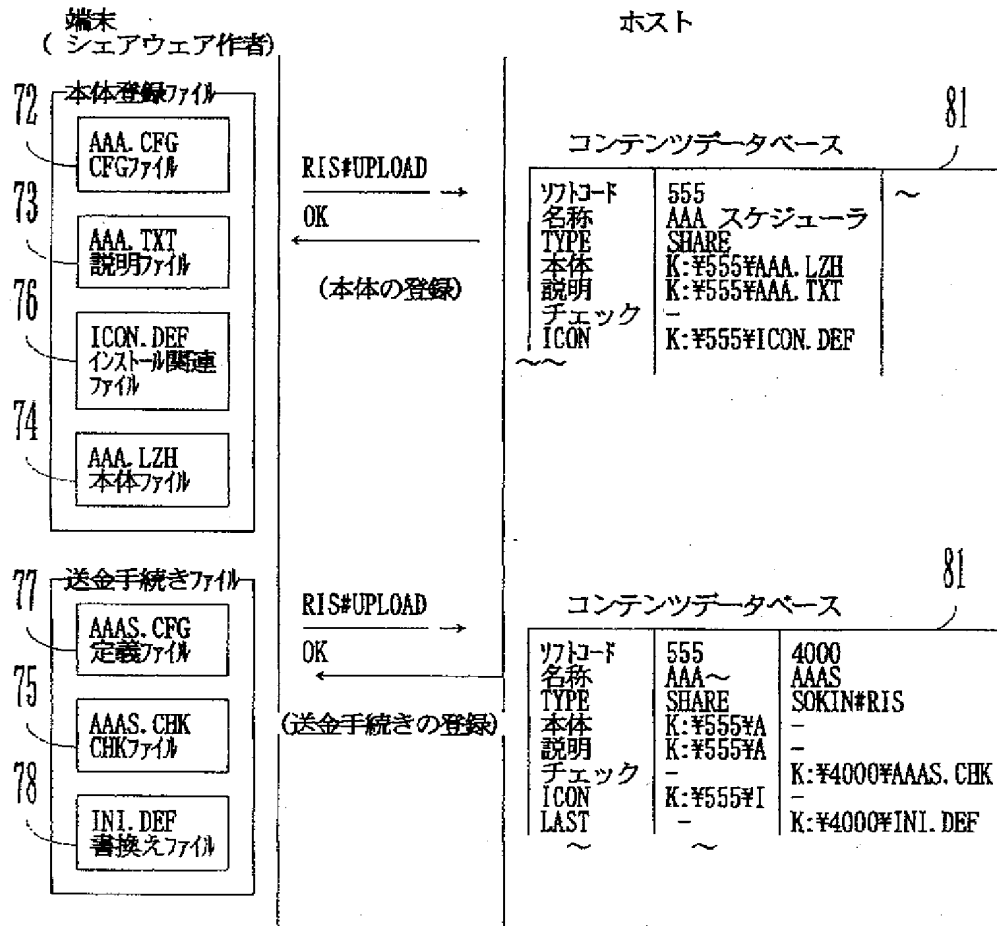 端末
( シェアウェア作者)
ホスト
72
本体登録ファイル
AAA. CFG
CFGファイル
73
AAA. TXT
説明ファイル
76
ICON. DEF
インストール関連
ファイル
74
AAA. LZH
本体ファイル
RIS#UPLOAD
OK
(本体の登録)
81
コンテンツデータベース
ソフトコード 555 ~
名称 AAA スケジューラ
TYPE SHARE
本体 K:¥555¥AAA. LZH
説明 K:¥555¥AAA. TXT
チェック -
ICON K:¥555¥ICON. DEF
~~
77
送金手続きファイル
AAAS. CFG
定義ファイル
75
AAAS. CHK
CHKファイル
78
INI. DEF
書換えファイル
RIS#UPLOAD
OK
(送金手続きの登録)
81
コンテンツデータベース
ソフトコード 555 4000
名称 AAA~ AAAS
TYPE SHARE SOKIN#RIS
本体 K:¥555¥A -
説明 K:¥555¥A -
チェック - K:¥4000¥AAAS. CHK
ICON K:¥555¥I -
LAST - K:¥4000¥INI. DEF
~ ~